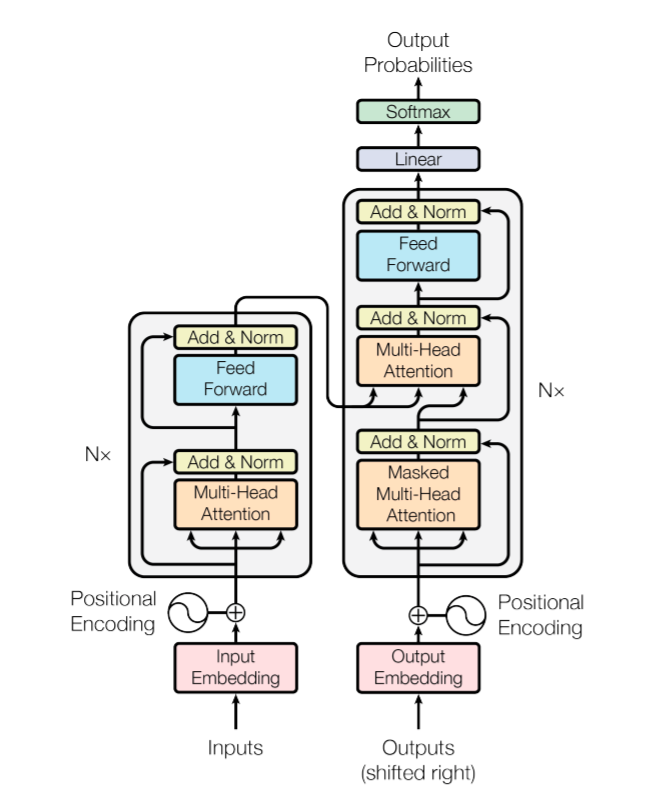 Output
Probabilities
Softmax
Linear
Add & Norm
Feed
Forward
Add & Norm
Multi-Head
Attention
Add & Norm
Masked
Multi-Head
Attention
N×
Add & Norm
Feed
Forward
Add & Norm
Multi-Head
Attention
N×
Positional
Encoding
Positional
Encoding
Input
Embedding
Output
Embedding
Inputs
Outputs
(shifted right)